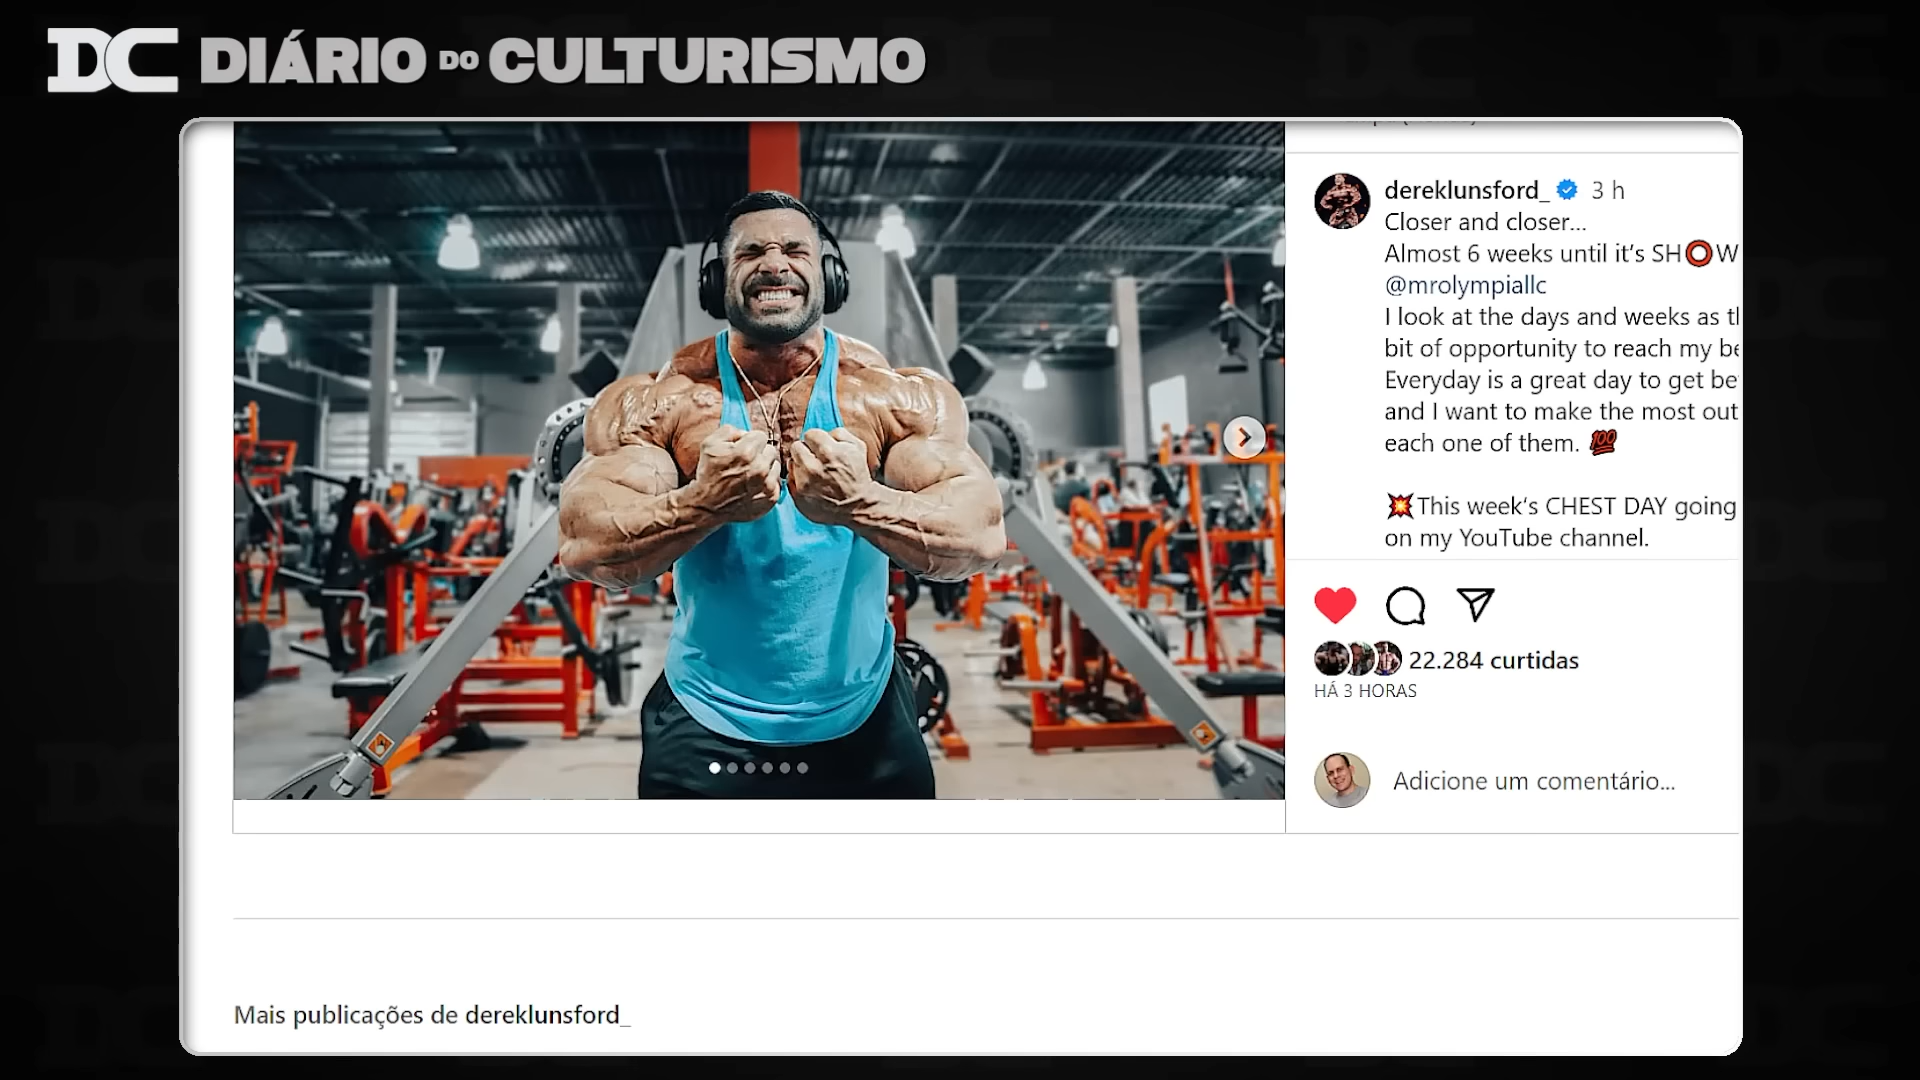 DC DIÁRIO DO CULTURISMO
dereklunsford_ 3 h
Closer and closer...
Almost 6 weeks until it's SH⭕W
@mrolympiallc
I look at the days and weeks as
bit of opportunity to reach my
Everyday is a great day to get
and I want to make the most out
each one of them. 💯
💥This week's CHEST DAY going
on my YouTube channel.
22.284 curtidas
HÁ 3 HORAS
Adicione um comentário...
Mais publicações de dereklunsford_